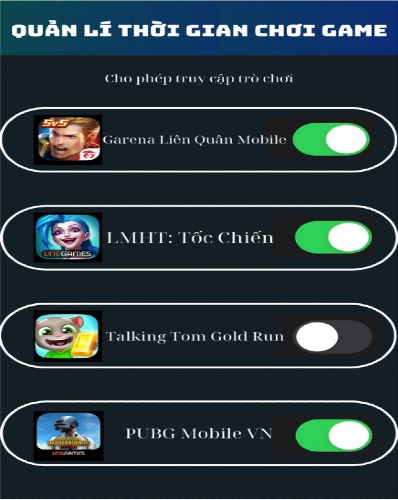 QUẢN LÍ THỜI GIAN CHƠI GAME
Cho phép truy cập trò chơi
5v5
Garena Liên Quân Mobile
VNGGAMES
LMHT: Tốc Chiến
Talking Tom Gold Run
VNGGAMES
PUBG Mobile VN